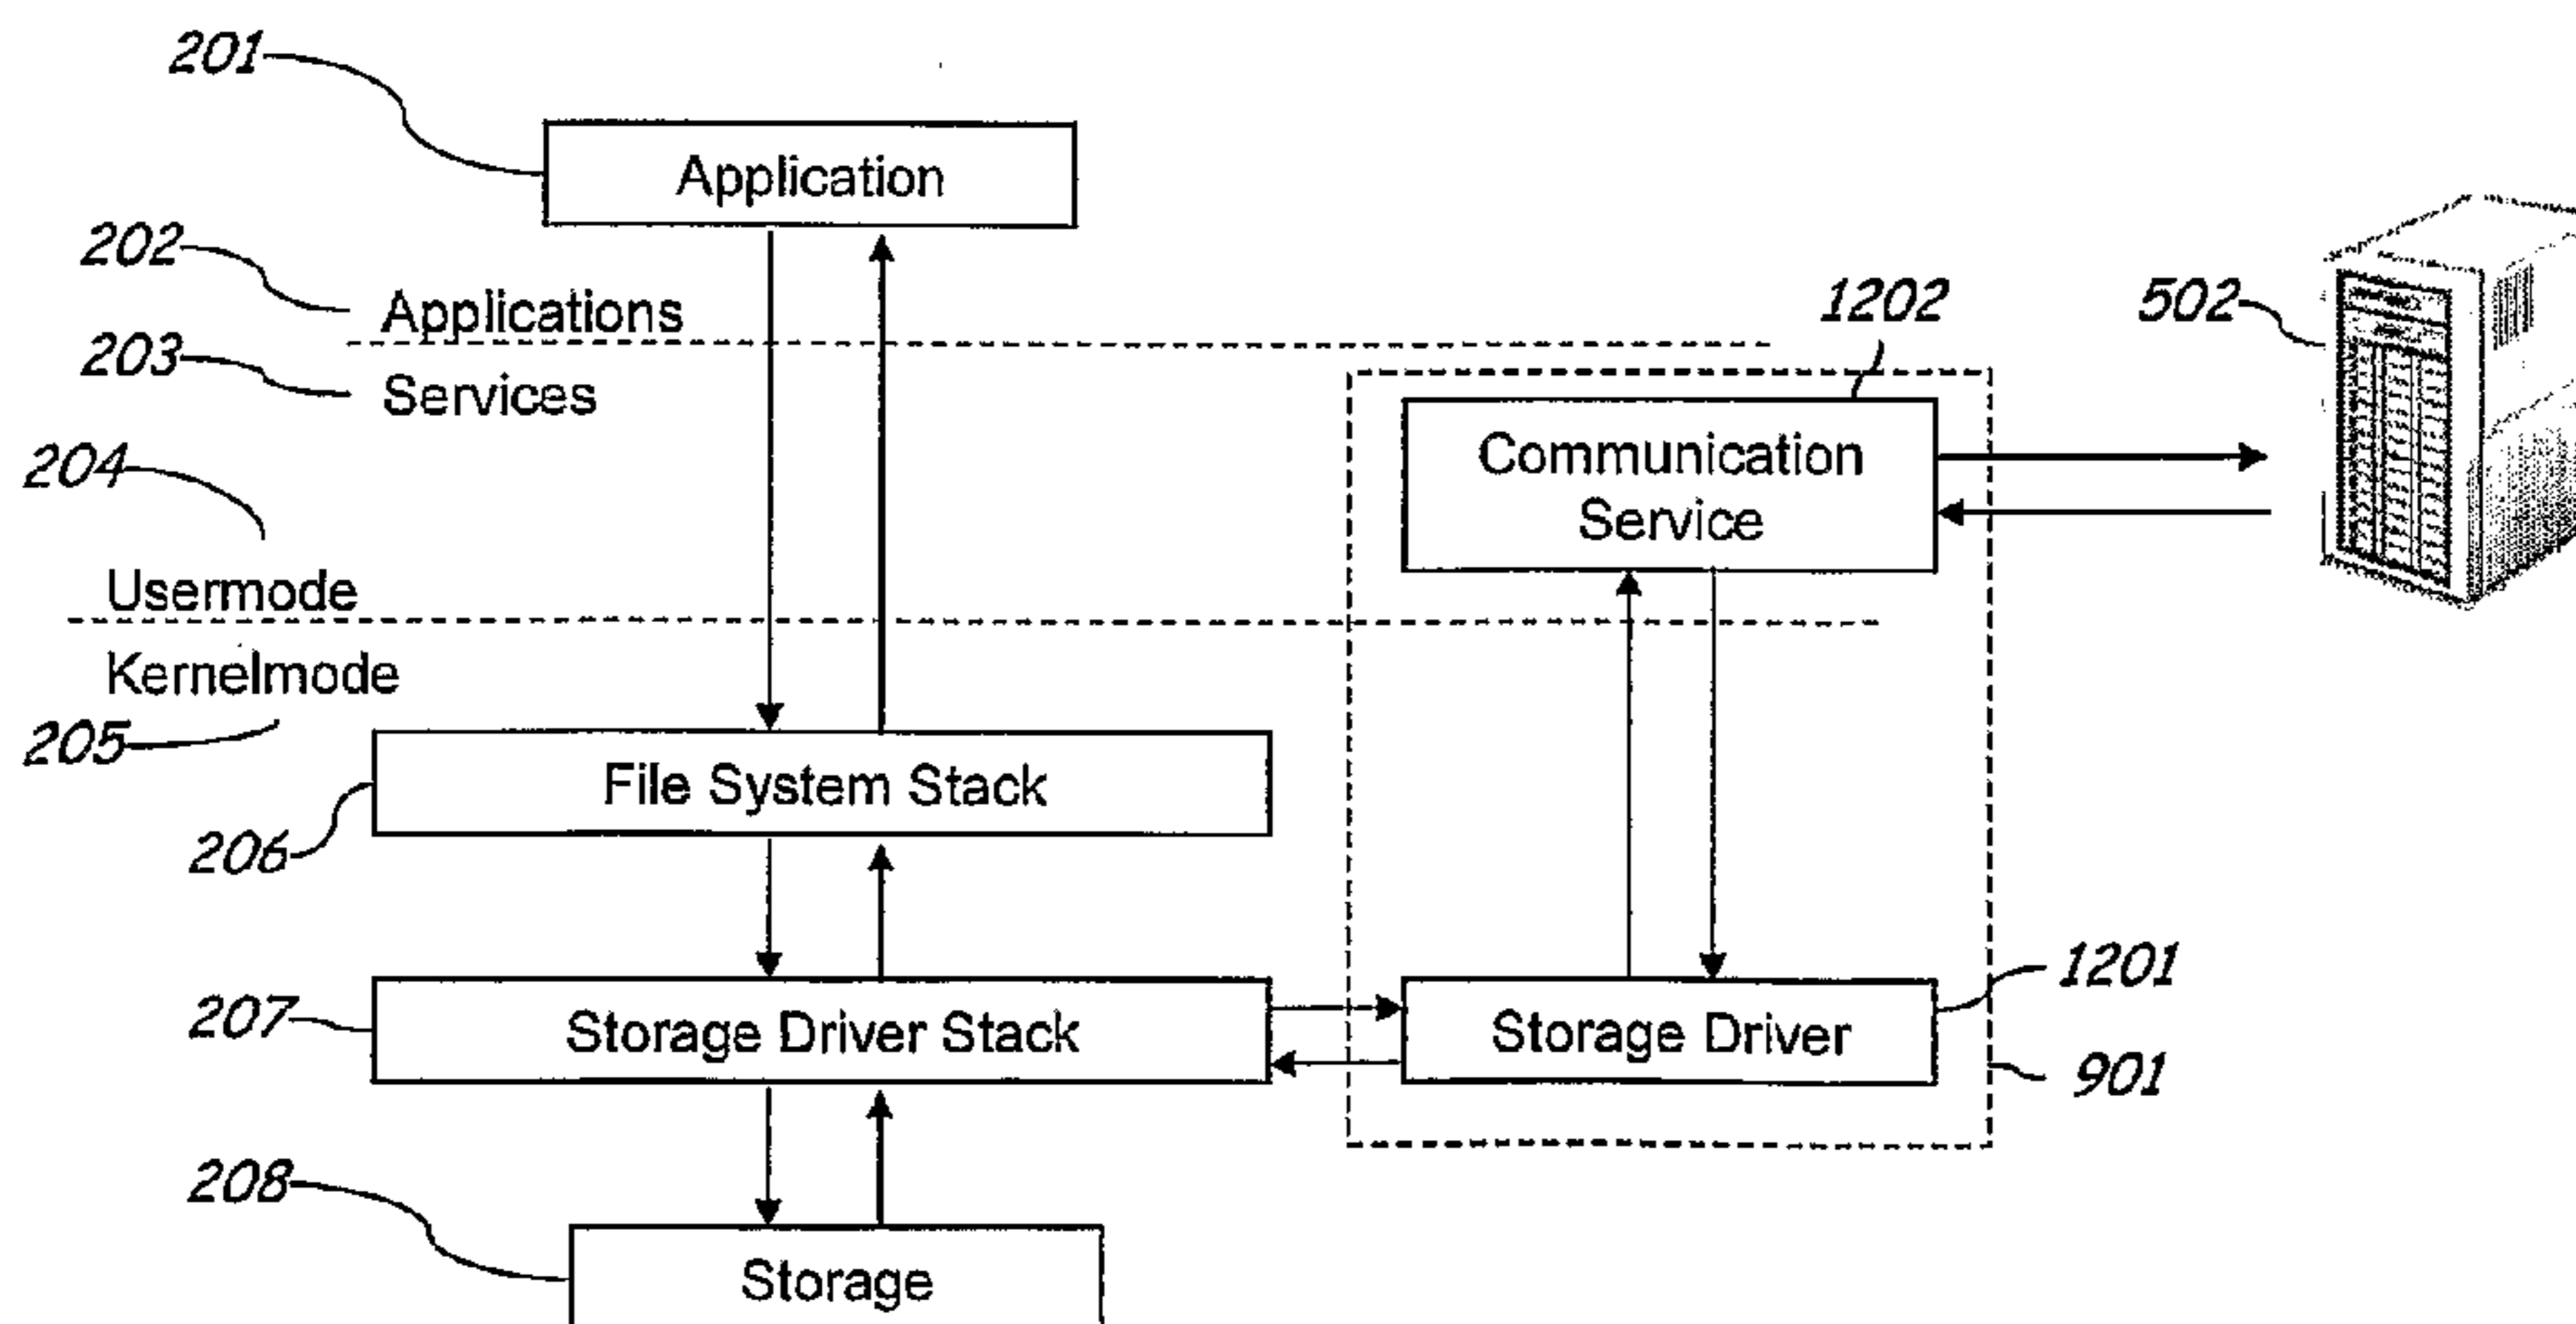 201
Application
202
Applications
1202
502
203
Services
Communication
Service
204
Usermode
Kernelmode
205
File System Stack
206
1201
207
Storage Driver Stack
Storage Driver
901
208
Storage